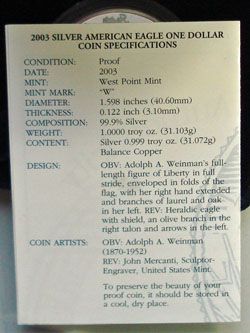 2003 SILVER AMERICAN EAGLE ONE DOLLAR
COIN SPECIFICATIONS
CONDITION: Proof
DATE: 2003
MINT: West Point Mint
MINT MARK: "W"
DIAMETER: 1.598 inches (40.60mm)
THICKNESS: 0.122 inch (3.10mm)
COMPOSITION: 99.9% Silver
WEIGHT: 1.0000 troy oz. (31.103g)
CONTENT: Silver 0.999 troy oz. (31.072g)
Balance Copper
DESIGN: OBV: Adolph A. Weinman's full-
length figure of Liberty in full
stride, enveloped in folds of the
flag, with her right hand extended
and branches of laurel and oak
in her left. REV: Heraldic eagle
with shield, an olive branch in the
right talon and arrows in the left.
COIN ARTISTS: OBV: Adolph A. Weinman
(1870-1952)
REV: John Mercanti, Sculptor-
Engraver, United States Mint.
To preserve the beauty of your
proof coin, it should be stored in
a cool, dry place.